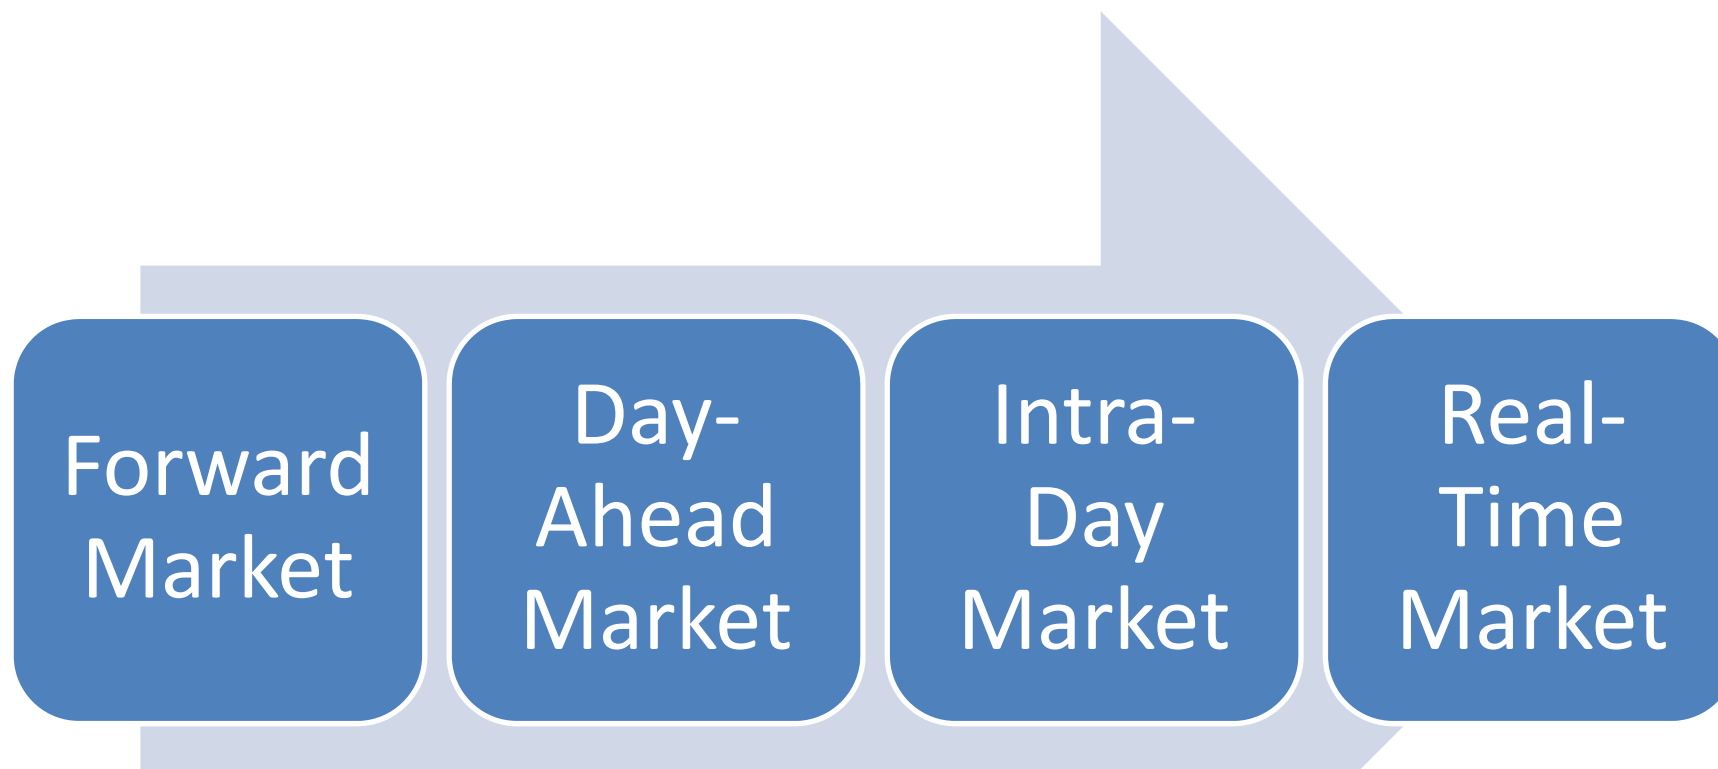 Forward
Market
Day-
Ahead
Market
Intra-
Day
Market
Real-
Time
Market